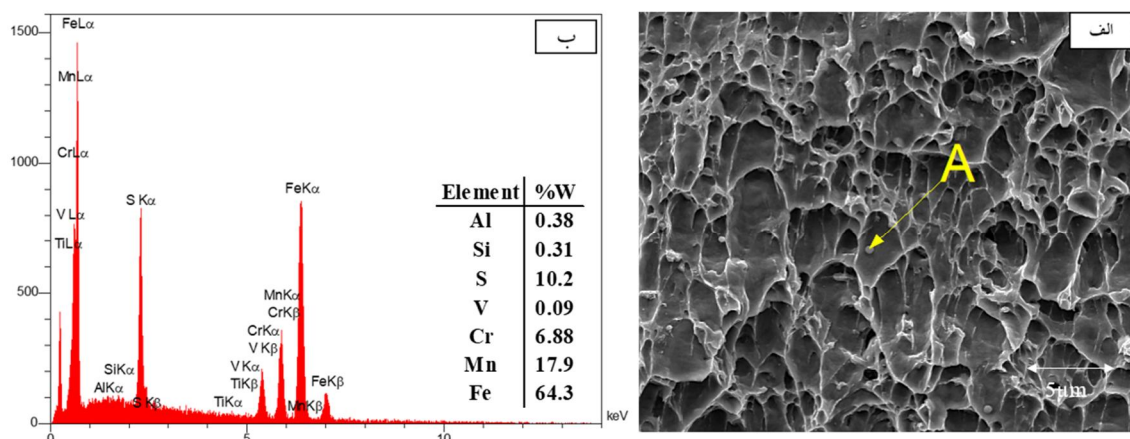 1500
1000
500
0
0
4
10
keV
FeLα
MnLα
CrLα
V Lα
TiLα
S Kα
SiKα
AlKα
S Kβ
TiKα
V Kα
TiKβ
CrKα
V Kβ
MnKα
CrKβ
FeKα
MnKβ
FeKβ
ب
Element %W
Al 0.38
Si 0.31
S 10.2
V 0.09
Cr 6.88
Mn 17.9
Fe 64.3
الف
A
5μm